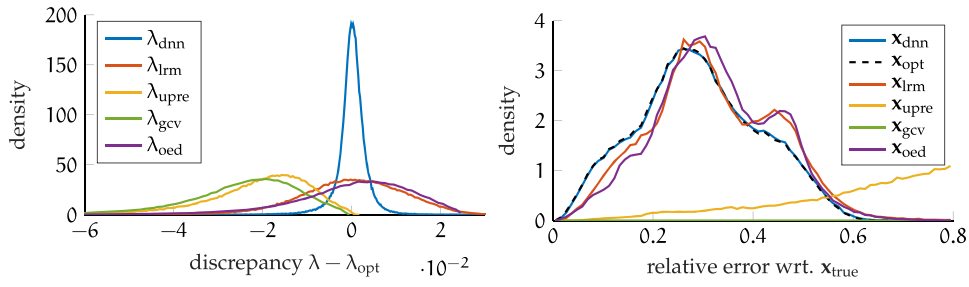 200
150
100
50
0
density
−6
−4
−2
0
2
·10−2
discrepancy λ − λopt
λdnn
λlrm
λupre
λgcv
λoed
4
3
2
1
0
density
0
0.2
0.4
0.6
0.8
relative error wrt. xtrue
xdnn
xopt
xlrm
xupre
xgcv
xoed